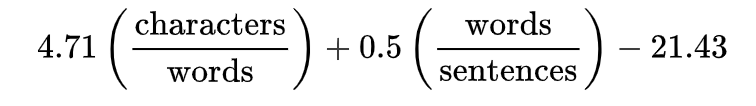 4.71 (characters/words) + 0.5 (words/sentences) − 21.43